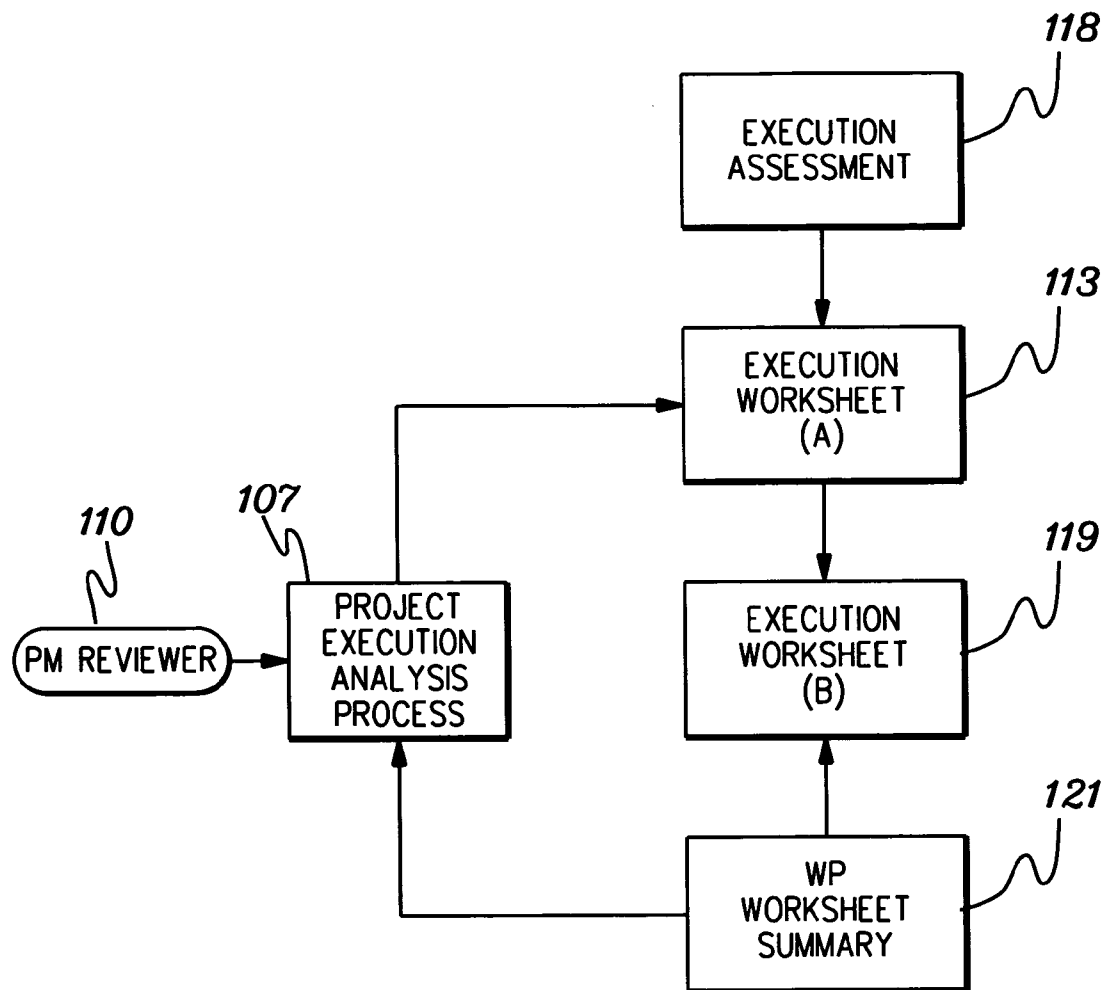 118
EXECUTION
ASSESSMENT
113
EXECUTION
WORKSHEET
(A)
107
110
PROJECT
EXECUTION
ANALYSIS
PROCESS
PM REVIEWER
119
EXECUTION
WORKSHEET
(B)
121
WP
WORKSHEET
SUMMARY